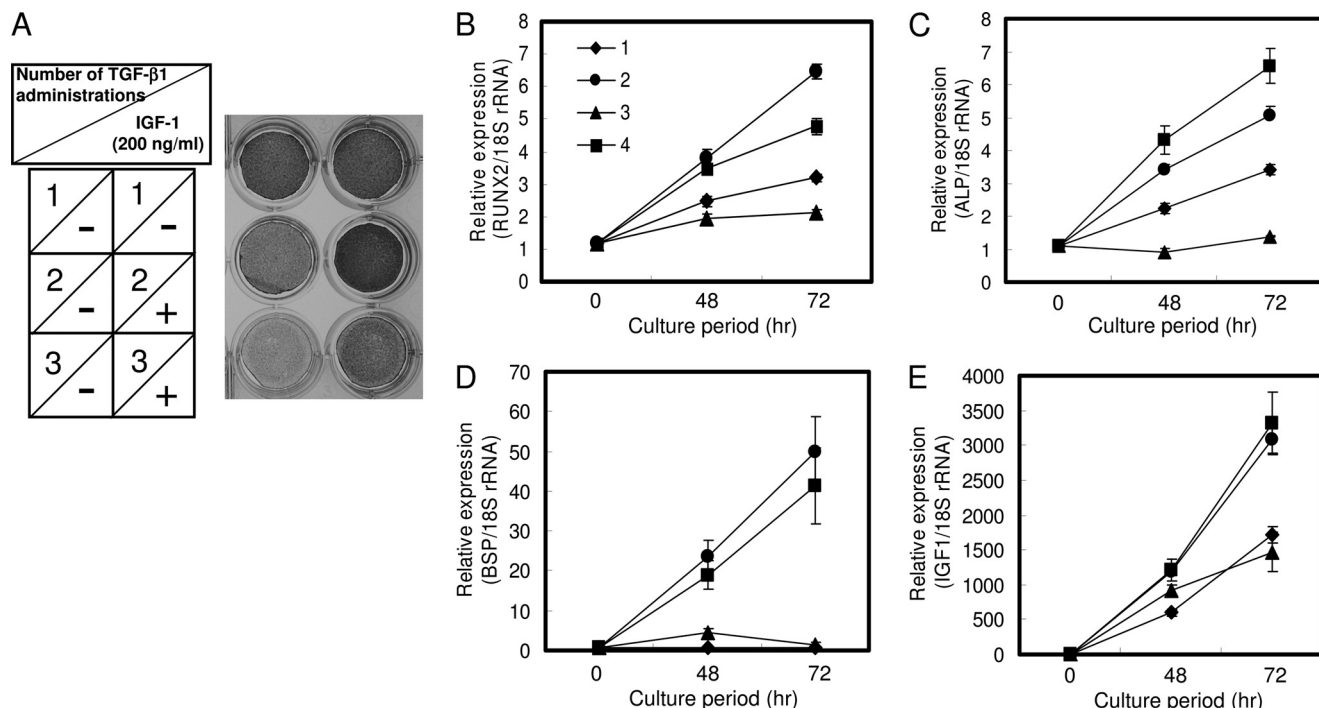 A
Number of TGF-β1
administrations
IGF-1
(200 ng/ml)
1 - 1 -
2 - 2 +
3 - 3 +
B
Relative expression
(RUNX2/18S rRNA)
8
7
6
5
4
3
2
1
0
1
2
3
4
0 48 72
Culture period (hr)
C
Relative expression
(ALP/18S rRNA)
8
7
6
5
4
3
2
1
0
0 48 72
Culture period (hr)
D
Relative expression
(BSP/18S rRNA)
70
60
50
40
30
20
10
0
0 48 72
Culture period (hr)
E
Relative expression
(IGF1/18S rRNA)
4000
3500
3000
2500
2000
1500
1000
500
0
0 48 72
Culture period (hr)